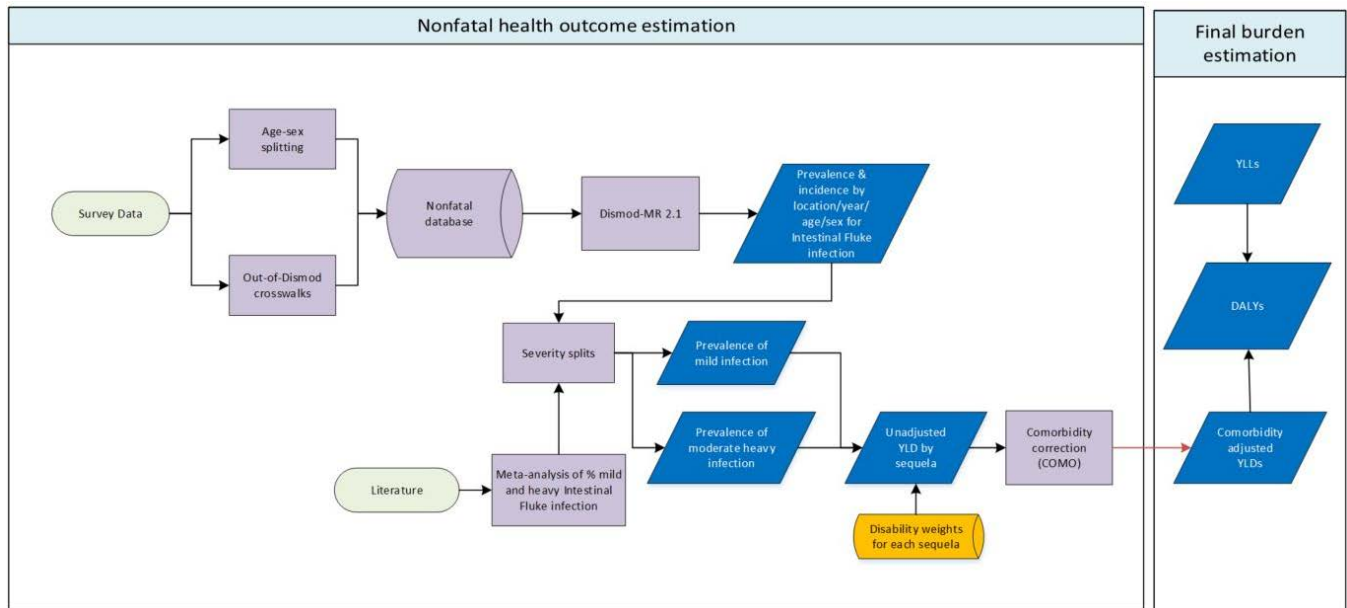 Nonfatal health outcome estimation
Final burden
estimation
Age-sex
splitting
Survey Data
Out-of-Dismod
crosswalks
Nonfatal
database
Dismod-MR 2.1
Prevalence &
incidence by
location/year/
age/sex for
Intestinal Fluke
infection
YLLs
DALYs
Severity splits
Prevalence of
mild infection
Prevalence of
moderate heavy
infection
Unadjusted
YLD by
sequela
Comorbidity
correction
(COMO)
Comorbidity
adjusted
YLDs
Literature
Meta-analysis of % mild
and heavy Intestinal
Fluke infection
Disability weights
for each sequela